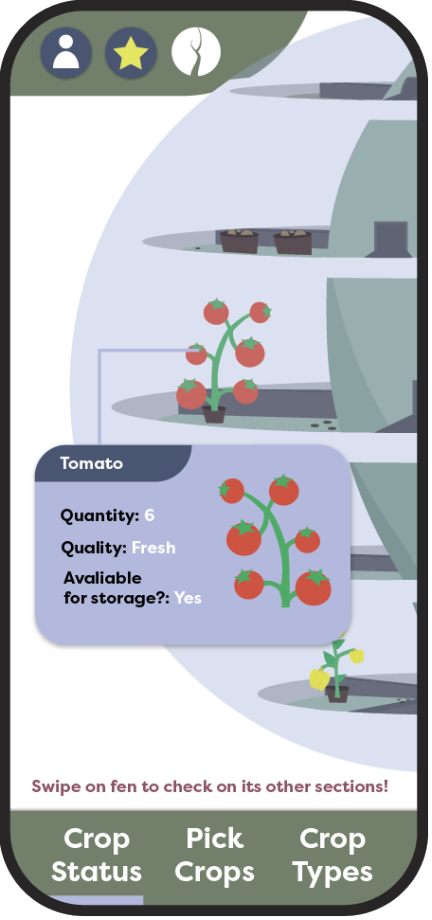 Tomato
Quantity: 6
Quality: Fresh
Avaliable
for storage?: Yes
Swipe on fen to check on its other sections!
Crop
Status
Pick
Crops
Crop
Types